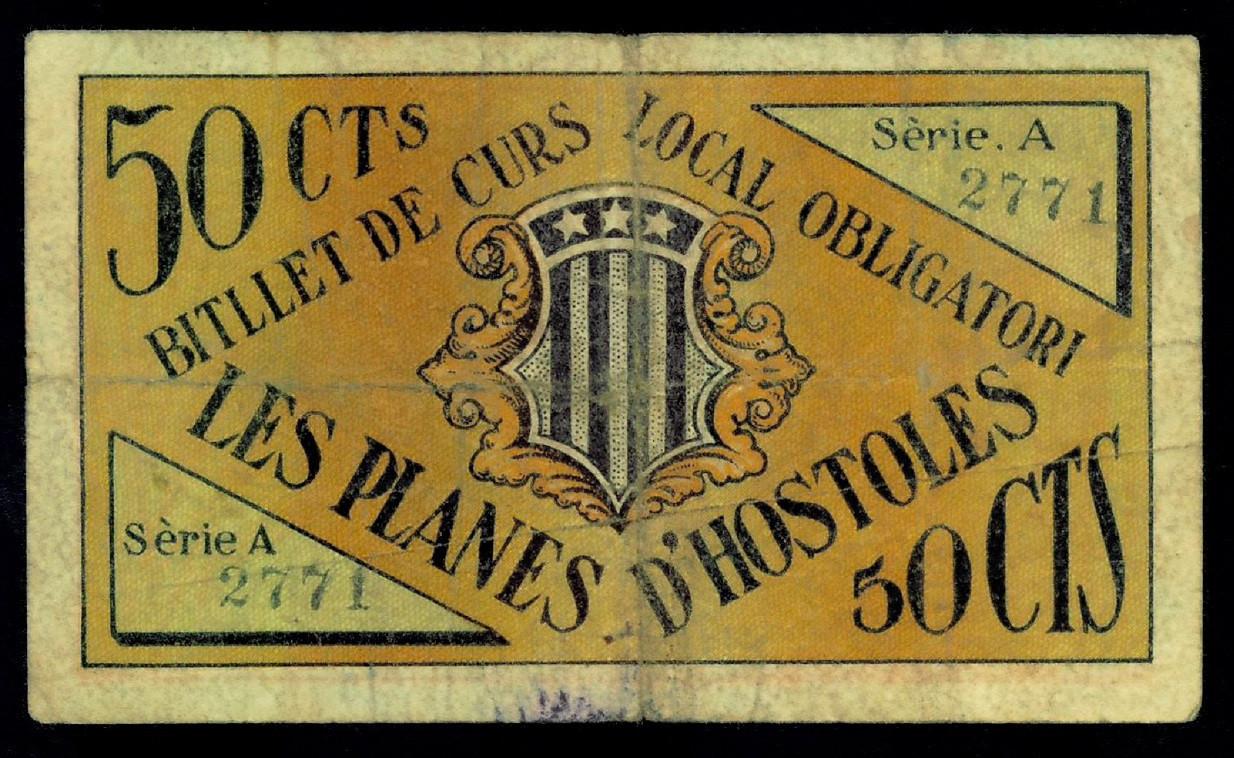 50 CTS
Sèrie. A
2771
BITLLET DE CURS LOCAL OBLIGATORI
LES PLANES D'HOSTOLES
Sèrie A
2771
50 CTS